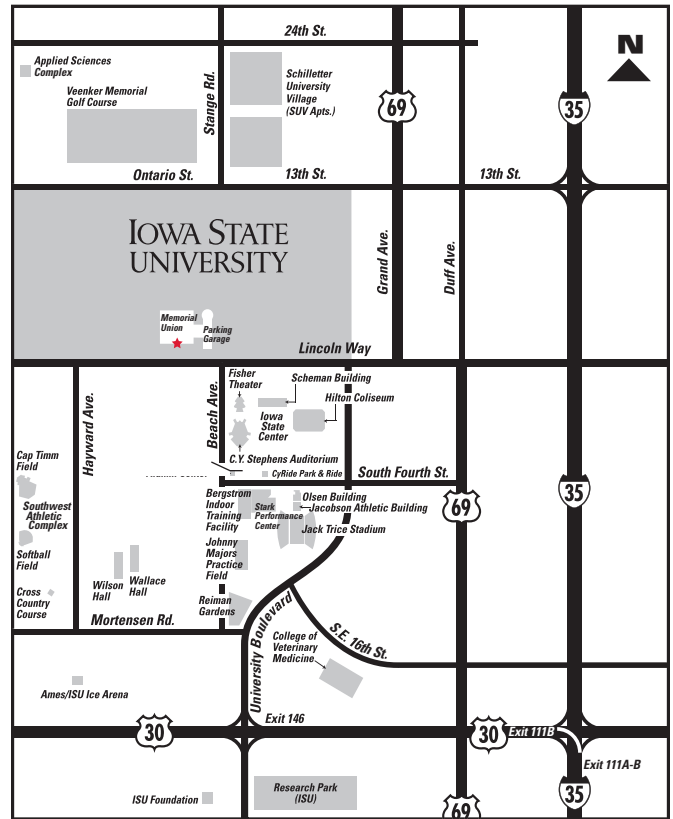 24th St.
N
Applied Sciences
Complex
Veenker Memorial
Golf Course
Stange Rd.
Schilletter
University
Village
(SUV Apts.)
69
35
Ontario St.
13th St.
13th St.
IOWA STATE
UNIVERSITY
Grand Ave.
Duff Ave.
Memorial
Union
Parking
Garage
Lincoln Way
Fisher
Theater
Scheman Building
Hilton Coliseum
Hayward Ave.
Beach Ave.
Iowa
State
Center
Cap Timm
Field
C.Y. Stephens Auditorium
CyRide Park & Ride
South Fourth St.
35
Southwest
Athletic
Complex
Bergstrom
Indoor
Training
Facility
Stark
Performance
Center
Olsen Building
Jacobson Athletic Building
69
Jack Trice Stadium
Softball
Field
Johnny
Majors
Practice
Field
Wilson
Hall
Wallace
Hall
Cross
Country
Course
Reiman
Gardens
Mortensen Rd.
University Boulevard
S.E. 16th St.
College of
Veterinary
Medicine
Ames/ISU Ice Arena
Exit 146
30
30
Exit 111B
Exit 111A-B
ISU Foundation
Research Park
(ISU)
69
35